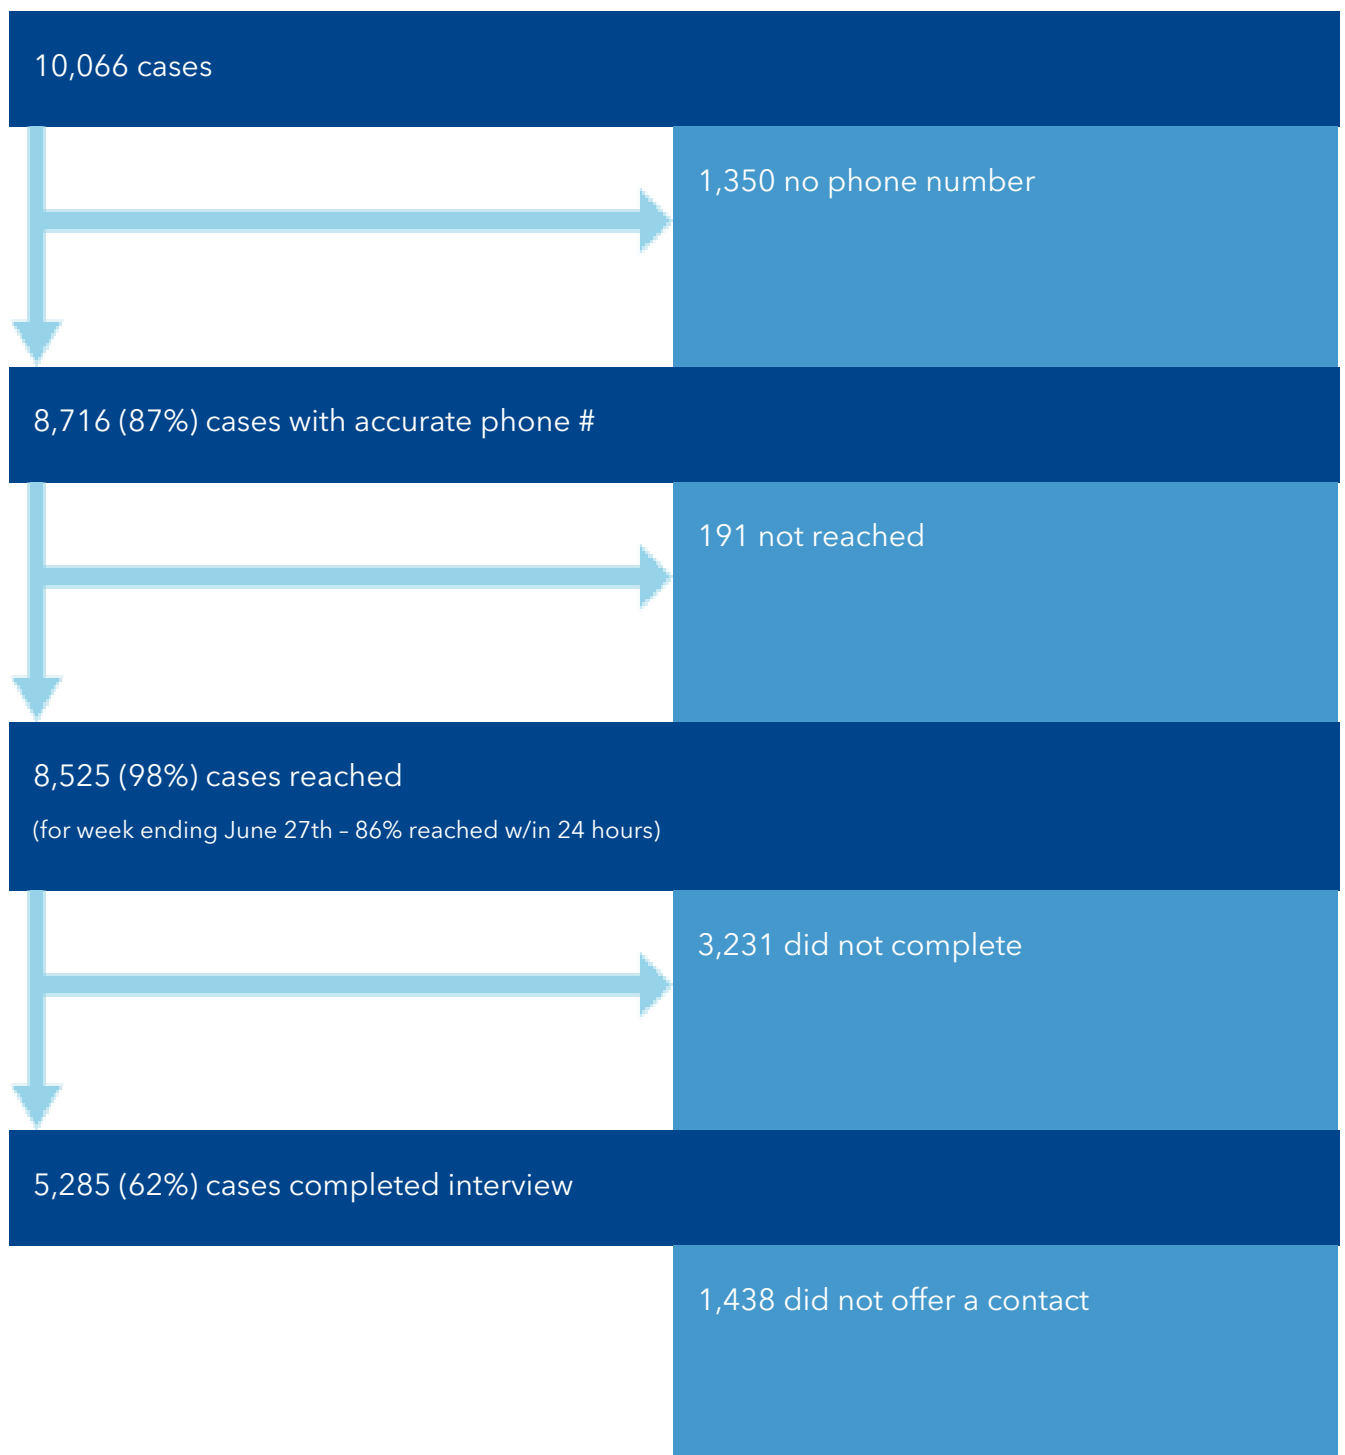 10,066 cases
1,350 no phone number
8,716 (87%) cases with accurate phone #
191 not reached
8,525 (98%) cases reached
(for week ending June 27th – 86% reached w/in 24 hours)
3,231 did not complete
5,285 (62%) cases completed interview
1,438 did not offer a contact